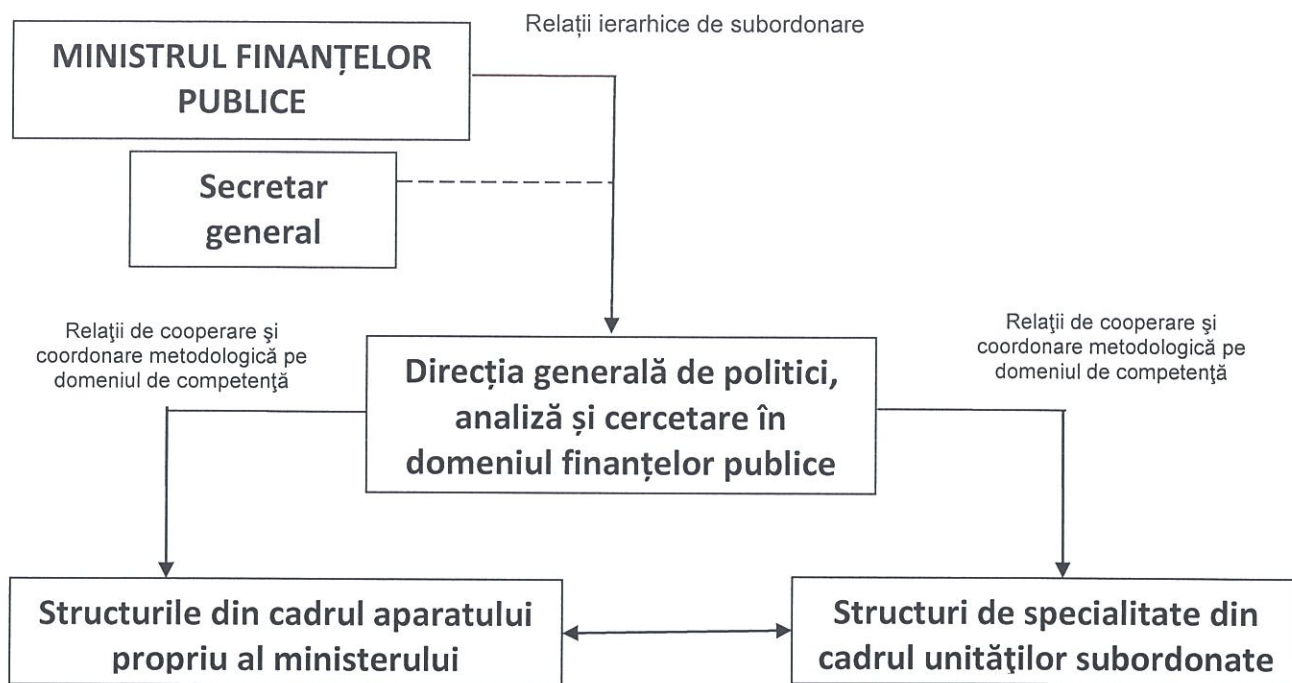 Relații ierarhice de subordonare
MINISTRUL FINANȚELOR
PUBLICE
Secretar
general
Relaţii de cooperare şi
coordonare metodologică pe
domeniul de competenţă
Relaţii de cooperare şi
coordonare metodologică pe
domeniul de competenţă
Direcția generală de politici,
analiză și cercetare în
domeniul finanțelor publice
Structurile din cadrul aparatului
propriu al ministerului
Structuri de specialitate din
cadrul unităţilor subordonate